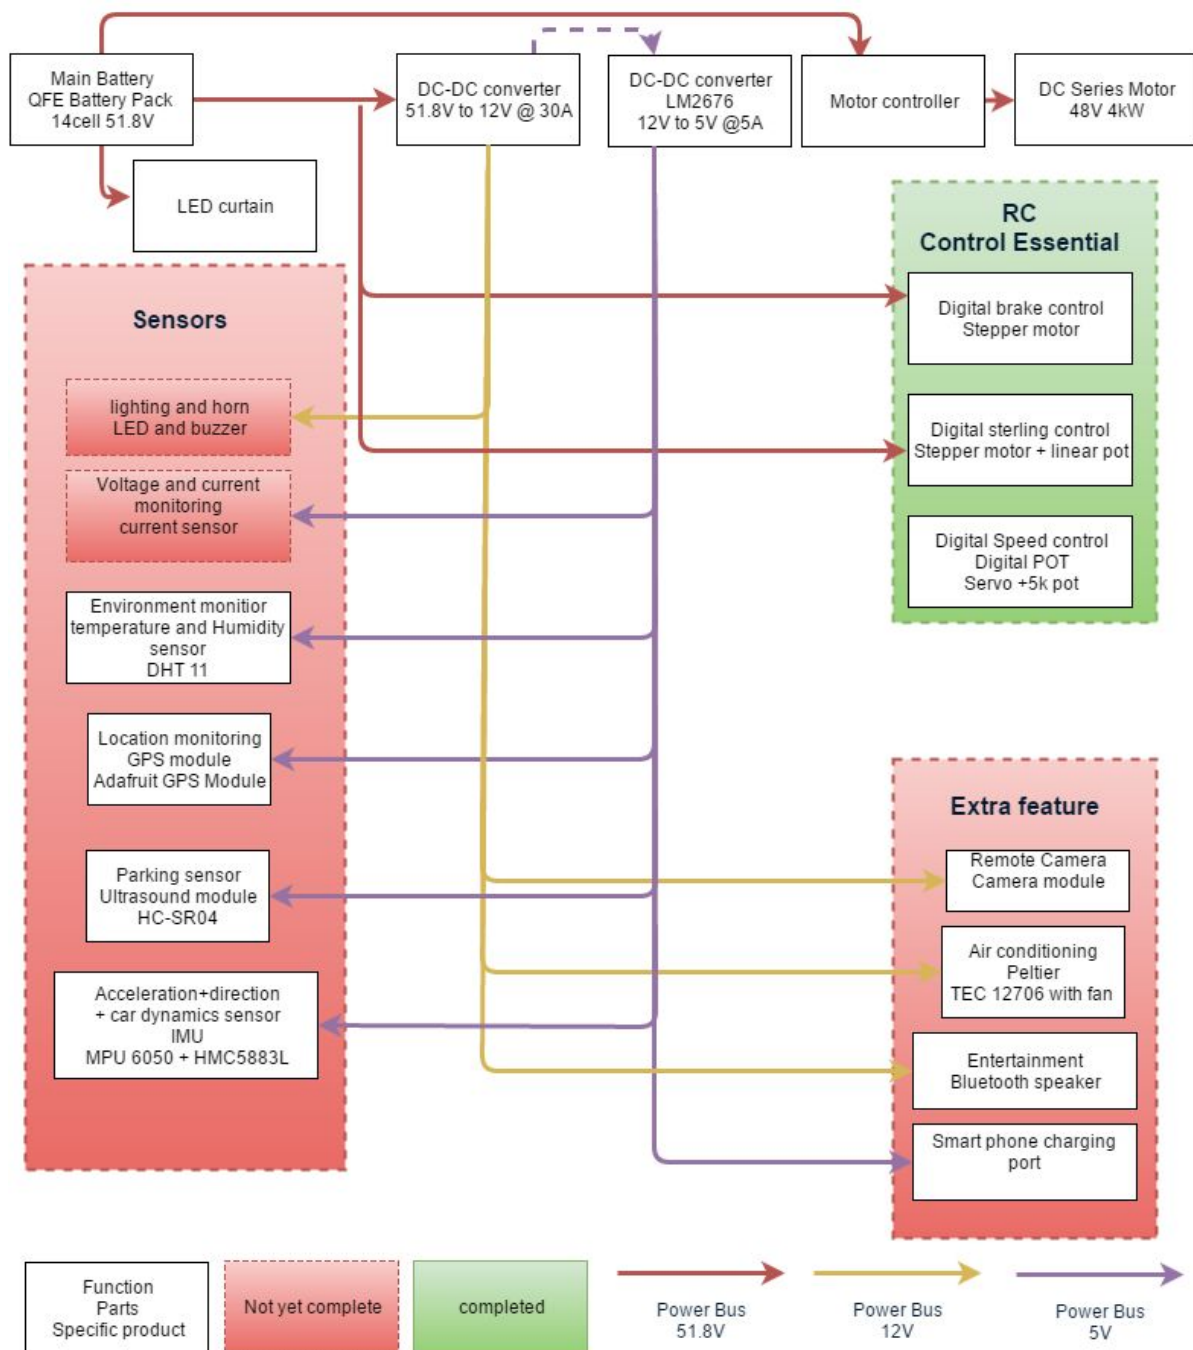 Main Battery
QFE Battery Pack
14cell 51.8V
DC-DC converter
51.8V to 12V @ 30A
DC-DC converter
LM2676
12V to 5V @5A
Motor controller
DC Series Motor
48V 4kW
LED curtain
RC
Control Essential
Digital brake control
Stepper motor
Digital sterling control
Stepper motor + linear pot
Digital Speed control
Digital POT
Servo +5k pot
Sensors
lighting and horn
LED and buzzer
Voltage and current
monitoring
current sensor
Environment monitior
temperature and Humidity
sensor
DHT 11
Location monitoring
GPS module
Adafruit GPS Module
Parking sensor
Ultrasound module
HC-SR04
Acceleration+direction
+ car dynamics sensor
IMU
MPU 6050 + HMC5883L
Extra feature
Remote Camera
Camera module
Air conditioning
Peltier
TEC 12706 with fan
Entertainment
Bluetooth speaker
Smart phone charging
port
Function
Parts
Specific product
Not yet complete
completed
Power Bus
51.8V
Power Bus
12V
Power Bus
5V